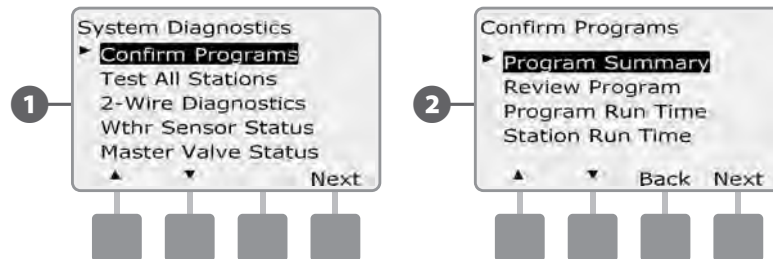 System Diagnostics
► Confirm Programs
Test All Stations
2-Wire Diagnostics
Wthr Sensor Status
Master Valve Status
▲ ▼ Next
1
Confirm Programs
► Program Summary
Review Program
Program Run Time
Station Run Time
▲ ▼ Back Next
2